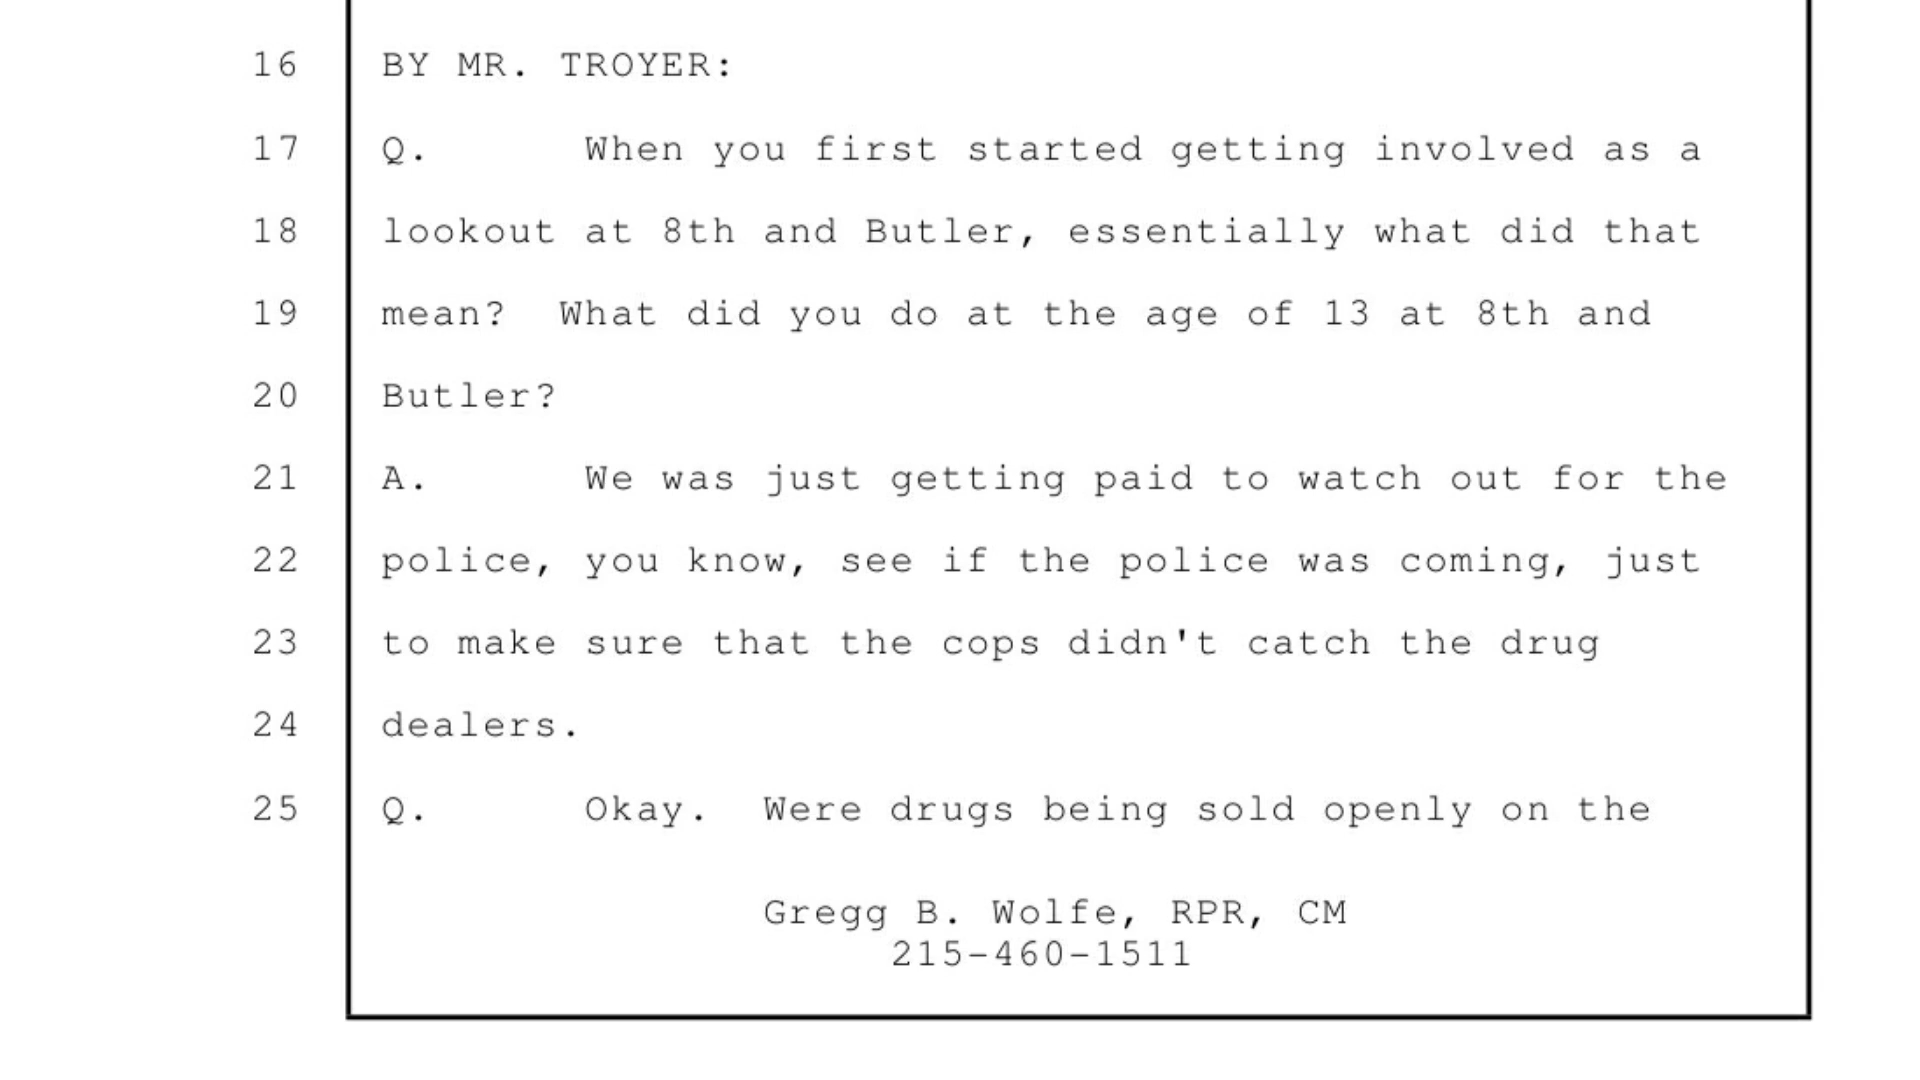 16 BY MR. TROYER:
17 Q. When you first started getting involved as a
18 lookout at 8th and Butler, essentially what did that
19 mean? What did you do at the age of 13 at 8th and
20 Butler?
21 A. We was just getting paid to watch out for the
22 police, you know, see if the police was coming, just
23 to make sure that the cops didn't catch the drug
24 dealers.
25 Q. Okay. Were drugs being sold openly on the
Gregg B. Wolfe, RPR, CM
215-460-1511